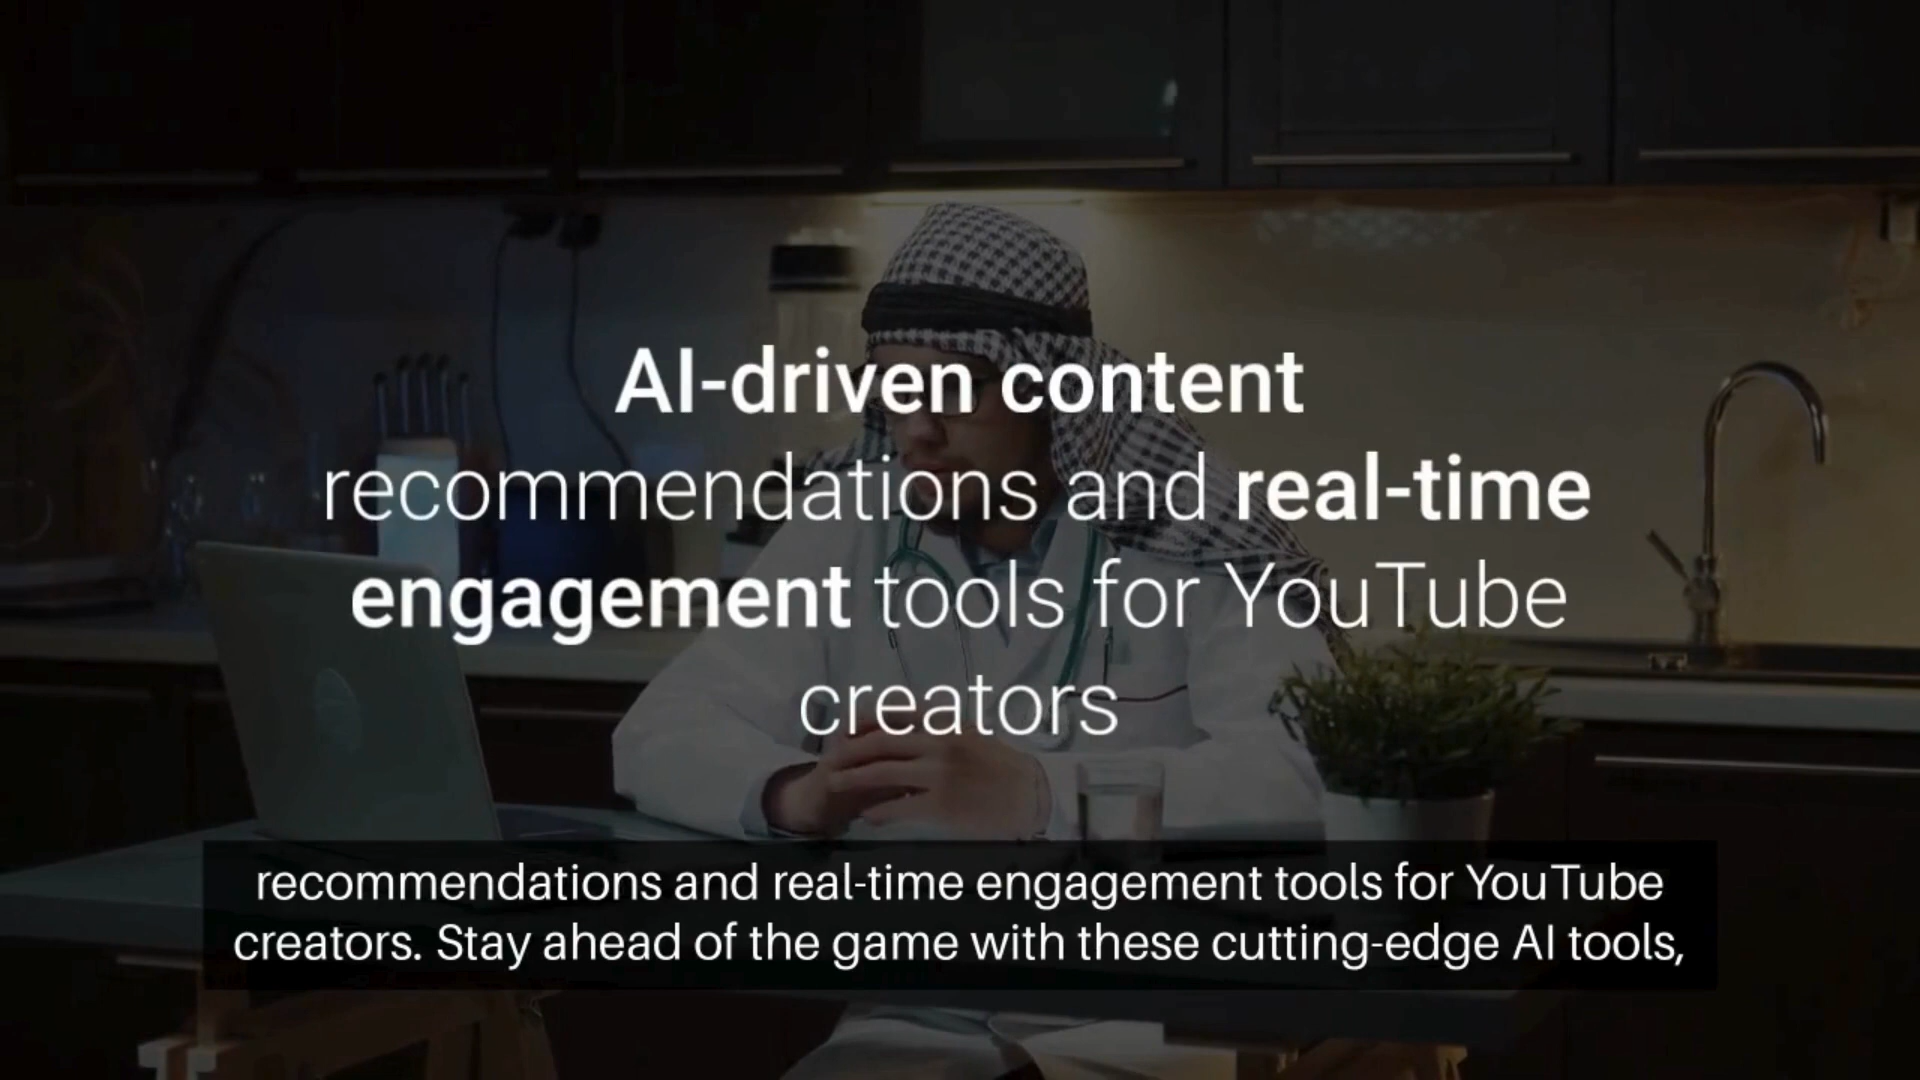 AI-driven content
recommendations and real-time
engagement tools for YouTube
creators
recommendations and real-time engagement tools for YouTube
creators. Stay ahead of the game with these cutting-edge AI tools,